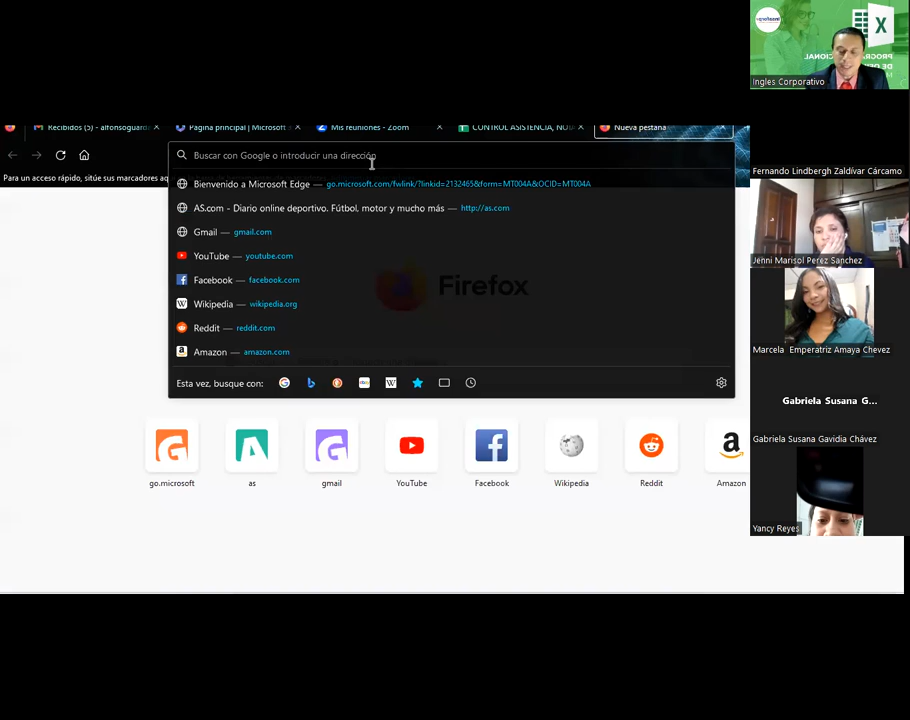 Recibidos (5) - alfonsoguarda
Página principal | Microsoft
Mis reuniones - Zoom
CONTROL ASISTENCIA, NOTA
Nueva pestaña
Buscar con Google o introducir una dirección
Para un acceso rápido, sitúe sus marcadores aq
Bienvenido a Microsoft Edge — go.microsoft.com/fwlink/?linkid=2132465&form=MT004A&OCID=MT004A
AS.com - Diario online deportivo. Fútbol, motor y mucho más — http://as.com
Gmail — gmail.com
YouTube — youtube.com
Facebook — facebook.com
Wikipedia — wikipedia.org
Reddit — reddit.com
Amazon — amazon.com
Firefox
Esta vez, busque con:
go.microsoft
as
gmail
YouTube
Facebook
Wikipedia
Reddit
Amazon
Ingles Corporativo
Fernando Lindbergh Zaldívar Cárcamo
Jenni Marisol Perez Sanchez
Marcela Emperatriz Amaya Chevez
Gabriela Susana G...
Gabriela Susana Gavidia Chávez
Yancy Reyes